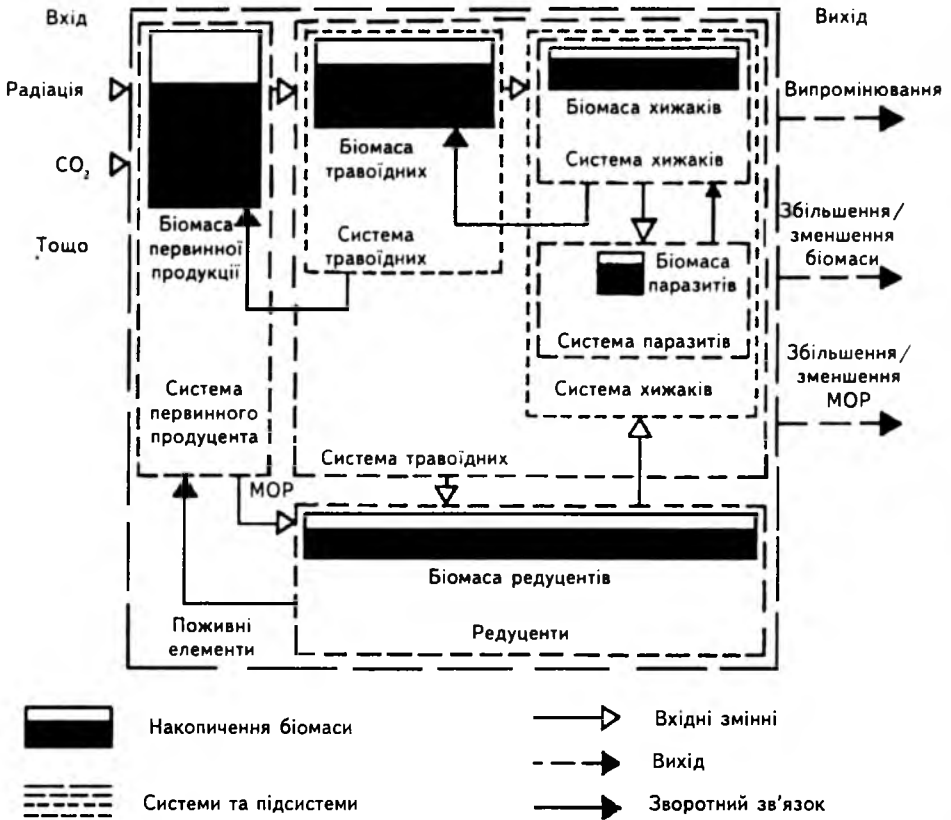 Вхід
Вихід
Радіація
CO₂
Тощо
Біомаса
первинної
продукції
Система
первинного
продуцента
Біомаса
травоїдних
Система
травоїдних
Біомаса хижаків
Система хижаків
Біомаса
паразитів
Система паразитів
Система хижаків
Система травоїдних
Випромінювання
Збільшення/
зменшення
біомаси
Збільшення/
зменшення
МОР
МОР
Біомаса редуцентів
Редуценти
Поживні
елементи
Накопичення біомаси
Системи та підсистеми
Вхідні змінні
Вихід
Зворотний зв'язок